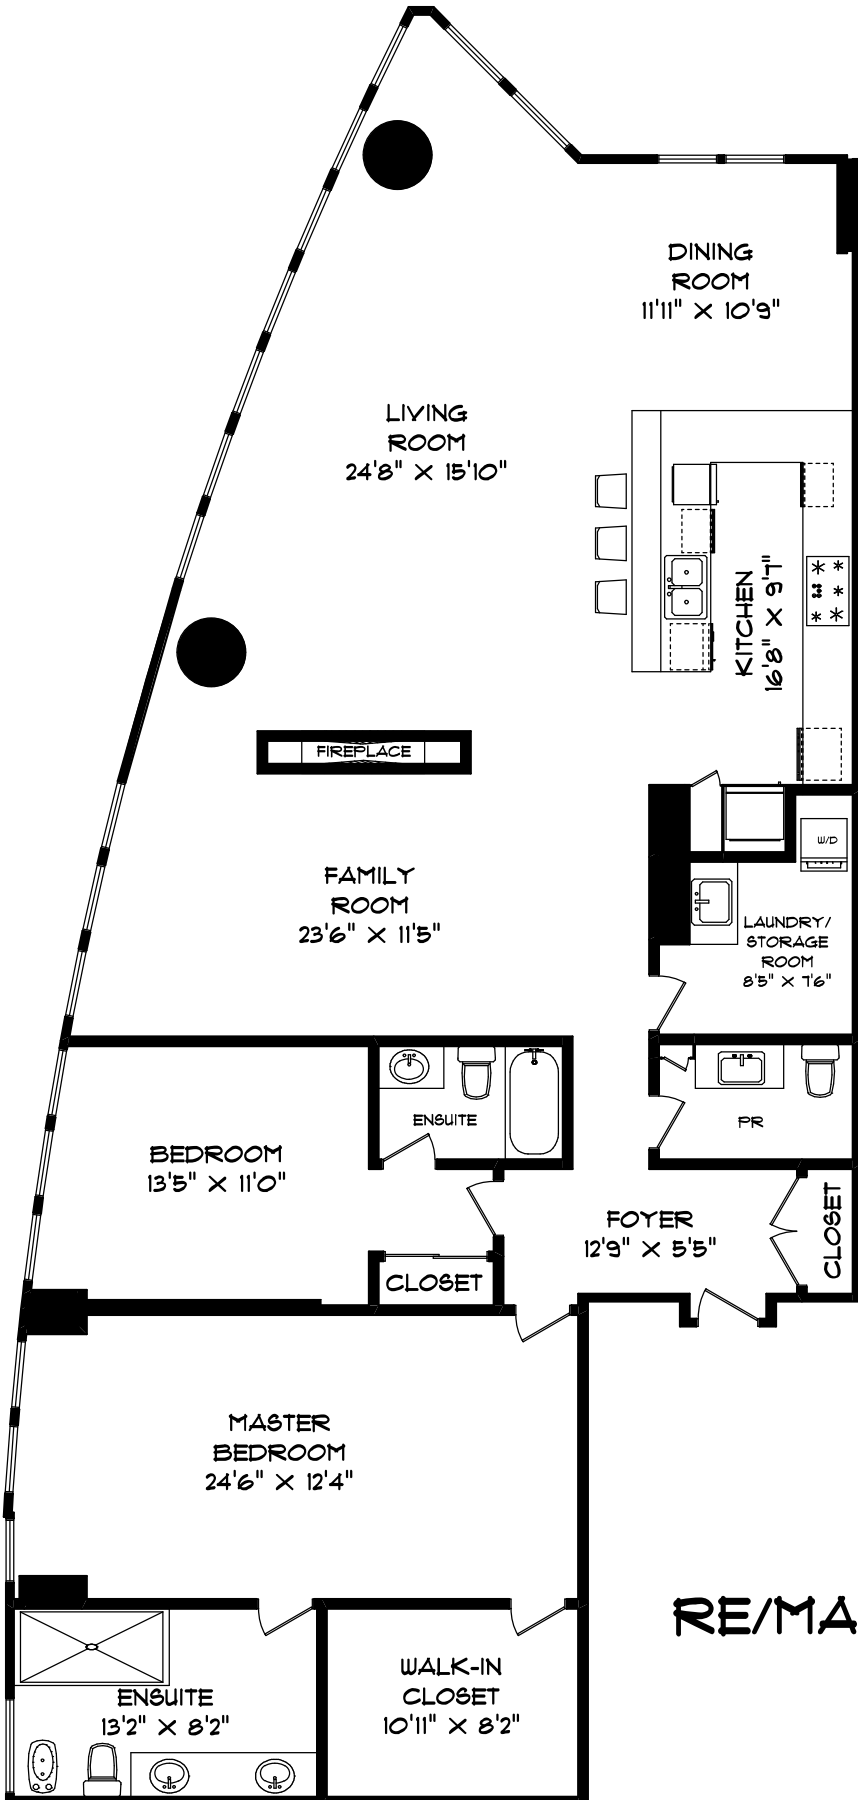 DINING
ROOM
11'11" X 10'9"
LIVING
ROOM
24'8" X 15'10"
KITCHEN
16'8" X 9'7"
FIREPLACE
W/D
FAMILY
ROOM
23'6" X 11'5"
LAUNDRY/
STORAGE
ROOM
8'5" X 7'6"
ENSUITE
PR
BEDROOM
13'5" X 11'0"
FOYER
12'9" X 5'5"
CLOSET
CLOSET
MASTER
BEDROOM
24'6" X 12'4"
RE/MA
WALK-IN
CLOSET
10'11" X 8'2"
ENSUITE
13'2" X 8'2"